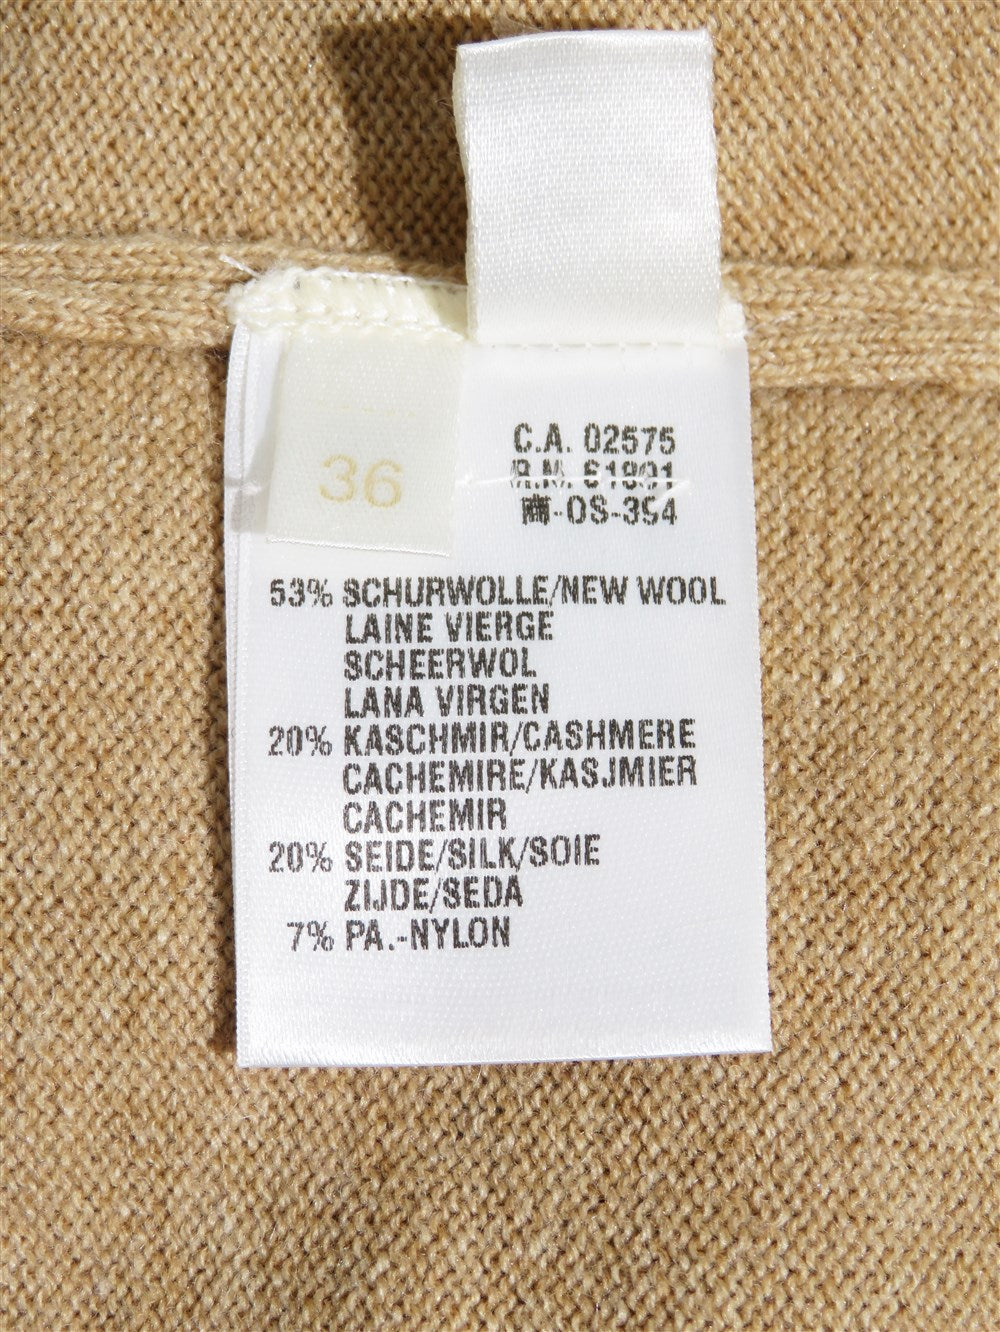 36
C.A. 02575
-OS-394
53% SCHURWOLLE/NEW WOOL
LAINE VIERGE
SCHEERWOL
LANA VIRGEN
20% KASCHMIR/CASHMERE
CACHEMIRE/KASJMIER
CACHEMIR
20% SEIDE/SILK/SOIE
ZIJDE/SEDA
7% PA.-NYLON